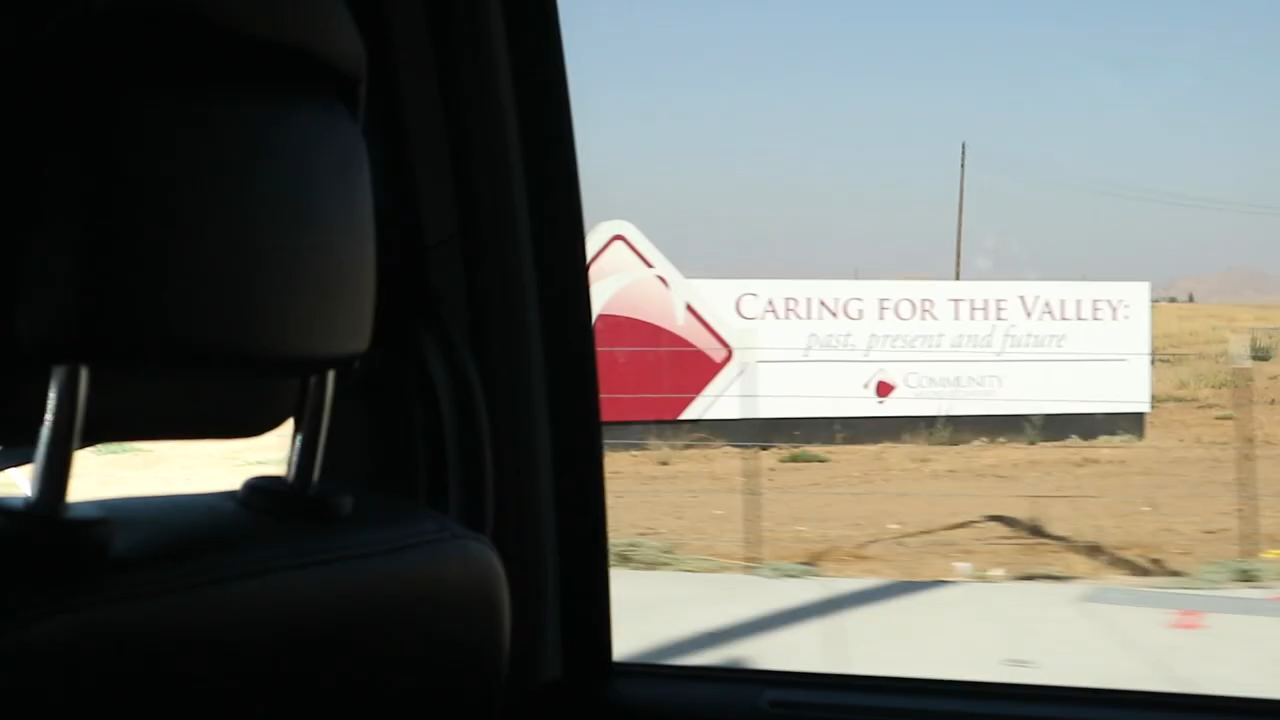 CARING FOR THE VALLEY:
past, present and future
COMMUNITY